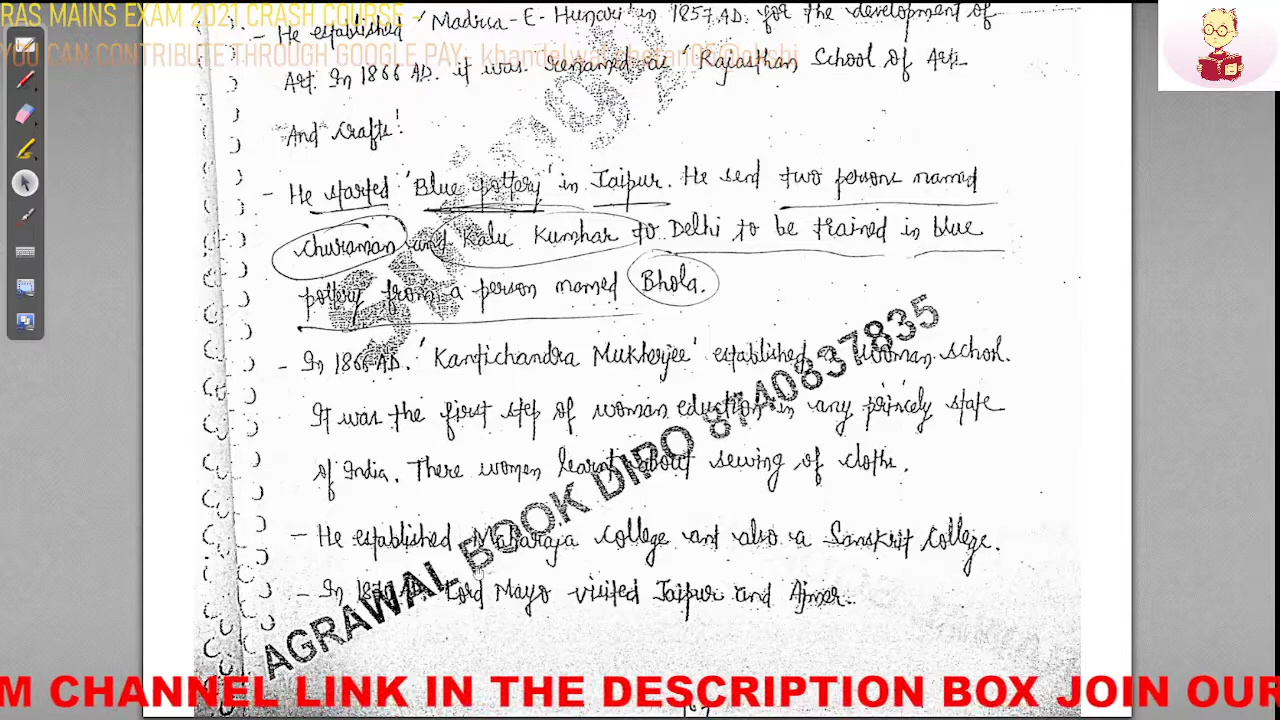 RAS MAINS EXAM 2021 CRASH COURSE -
YOU CAN CONTRIBUTE THROUGH GOOGLE PAY-
- He established 'Madrsa-E-Hunari in 1857 AD. for the development of
Art. In 1866 AD. it was renamed as 'Rajasthan School of Arts
And Crafts'.
- He started 'Blue pottery' in Jaipur. He send two persons named
churaman and Kalu Kumhar to Delhi to be trained in blue
pottery from a person named Bhola.
- In 1866 AD. 'Kantichandra Mukherjee' established a woman school.
It was the first step of woman eduction in any princely state
of India. There women learnt about sewing of cloths.
- He established Maharaja College and also a Sanskrit College.
- In AD. Lord Mayo visited Jaipur and Ajmer.
AGRAWAL BOOK DIPO 8740837835
M CHANNEL LINK IN THE DESCRIPTION BOX JOIN OUR